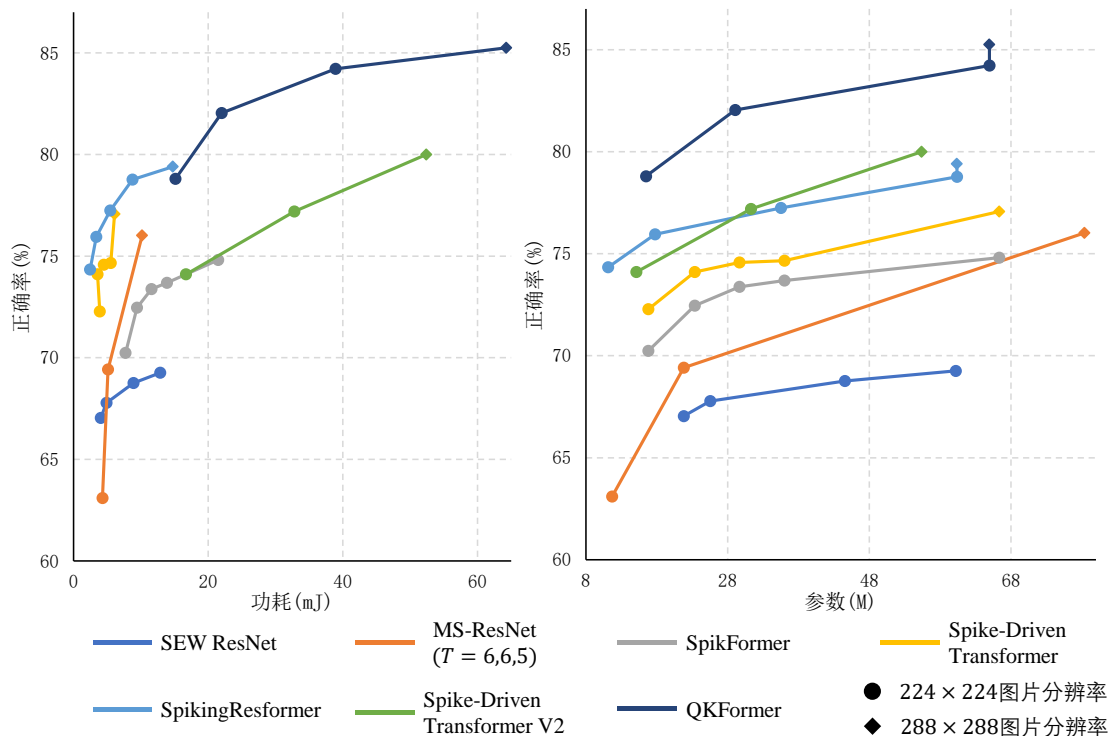 85
80
75
70
65
60
正确率(%)
0
20
40
60
功耗(mJ)
85
80
75
70
65
60
正确率(%)
8
28
48
68
参数(M)
SEW ResNet
MS-ResNet
(T = 6,6,5)
SpikFormer
Spike-Driven
Transformer
SpikingResformer
Spike-Driven
Transformer V2
QKFormer
224 × 224图片分辨率
288 × 288图片分辨率